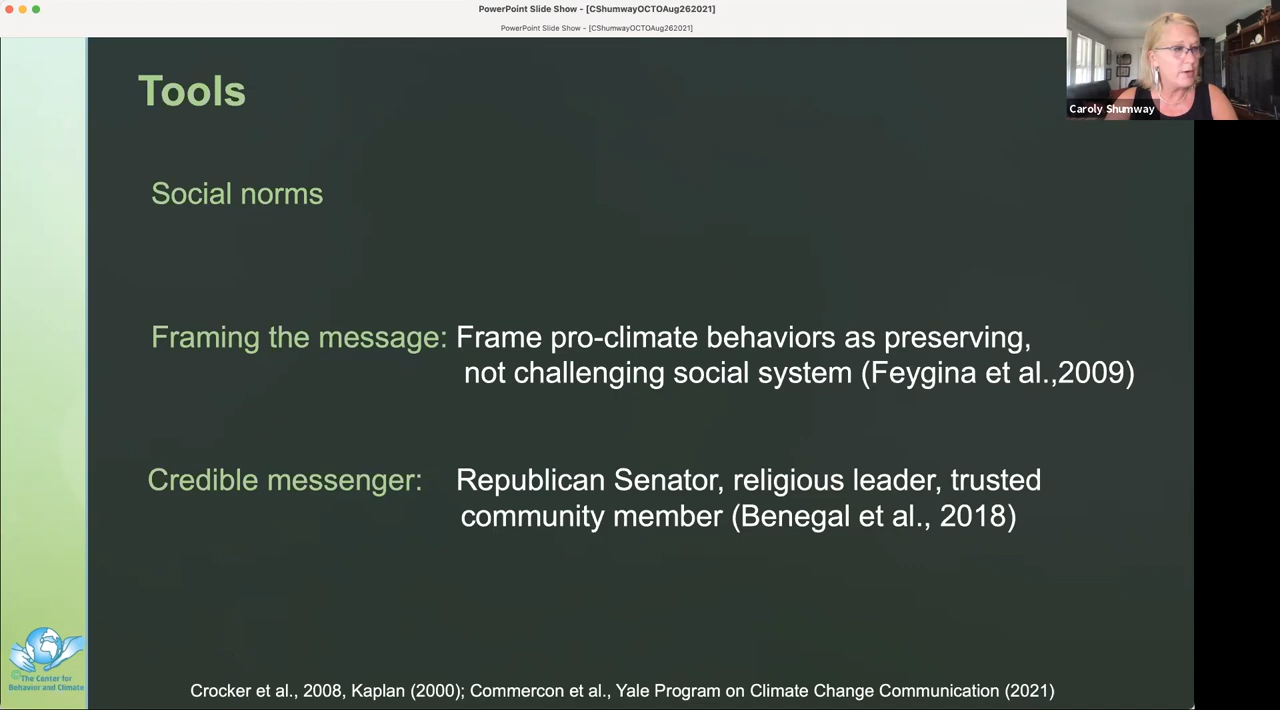 PowerPoint Slide Show - [CShumwayOCTOAug262021]
PowerPoint Slide Show - [CShumwayOCTOAug262021]
Caroly Shumway
Tools
Social norms
Framing the message: Frame pro-climate behaviors as preserving,
not challenging social system (Feygina et al.,2009)
Credible messenger: Republican Senator, religious leader, trusted
community member (Benegal et al., 2018)
©The Center for
Behavior and Climate
Crocker et al., 2008, Kaplan (2000); Commercon et al., Yale Program on Climate Change Communication (2021)